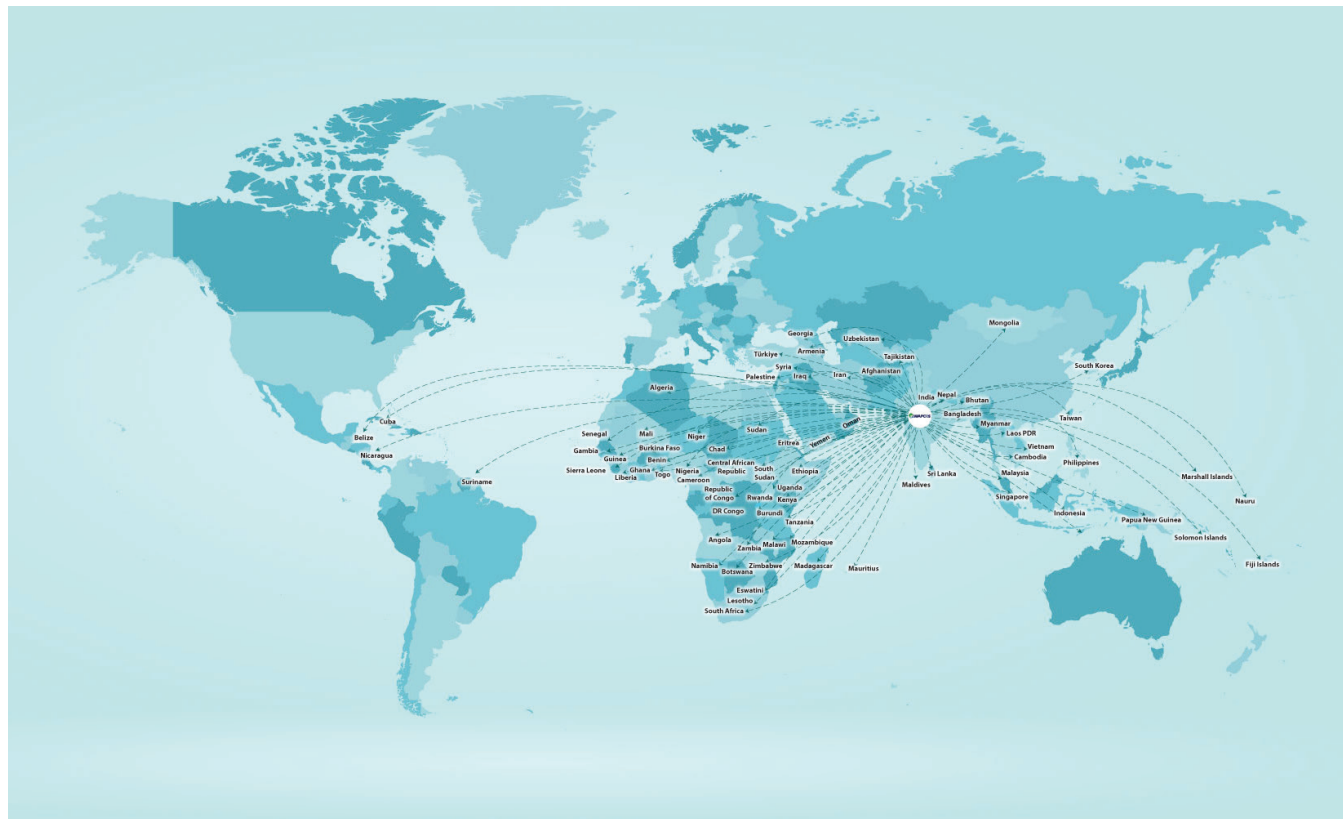 Mongolia
Georgia
Uzbekistan
Armenia
Türkiye
Tajikistan
Syria
Afghanistan
South Korea
Palestine
Iraq
Iran
Algeria
India
Nepal
Bhutan
WAPCOS
Bangladesh
Taiwan
Cuba
Oman
Myanmar
Belize
Senegal
Mali
Niger
Sudan
Laos PDR
Eritrea
Yemen
Gambia
Burkina Faso
Chad
Vietnam
Nicaragua
Guinea
Benin
Central African
Republic
Cambodia
Philippines
Sierra Leone
Ghana
Togo
Nigeria
South
Sudan
Ethiopia
Sri Lanka
Malaysia
Liberia
Cameroon
Marshall Islands
Suriname
Maldives
Republic
of Congo
Uganda
Rwanda
Kenya
Singapore
Nauru
DR Congo
Burundi
Indonesia
Tanzania
Papua New Guinea
Angola
Zambia
Malawi
Mozambique
Solomon Islands
Namibia
Botswana
Zimbabwe
Madagascar
Mauritius
Fiji Islands
Eswatini
Lesotho
South Africa